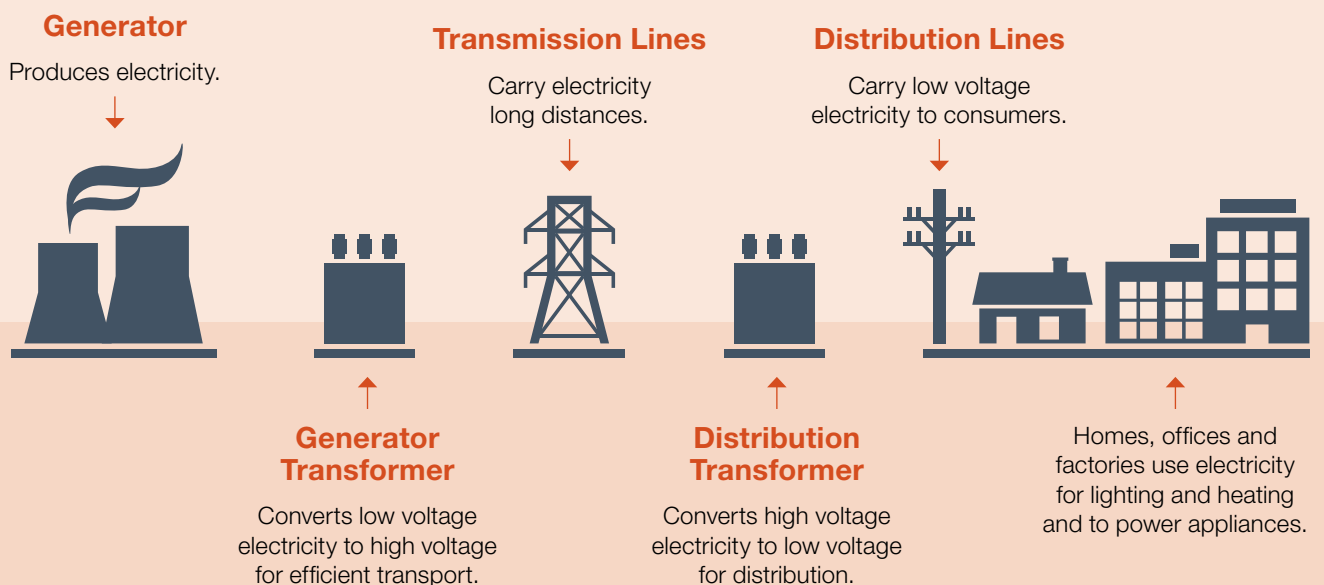 Generator
Produces electricity.
Generator
Transformer
Converts low voltage
electricity to high voltage
for efficient transport.
Transmission Lines
Carry electricity
long distances.
Distribution
Transformer
Converts high voltage
electricity to low voltage
for distribution.
Distribution Lines
Carry low voltage
electricity to consumers.
Homes, offices and
factories use electricity
for lighting and heating
and to power appliances.